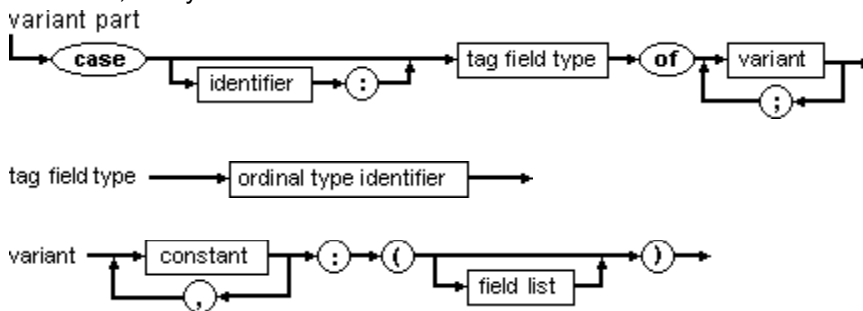 variant part
case identifier : tag field type of variant ;
tag field type ordinal type identifier
variant constant , : ( field list )